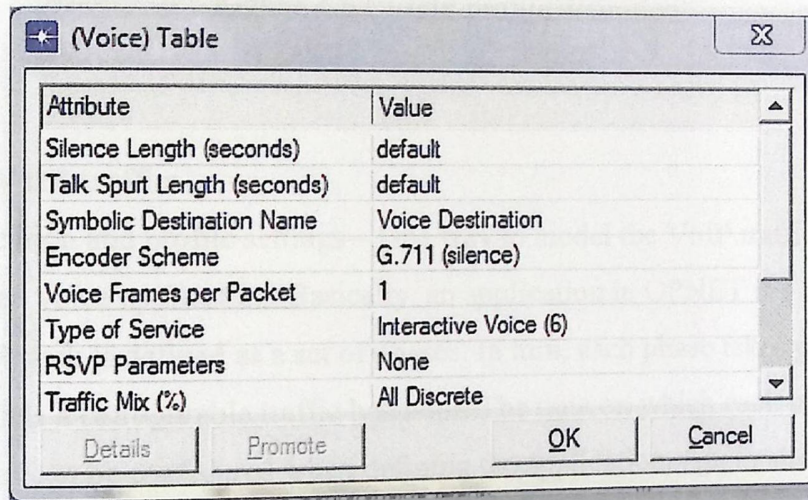 (Voice) Table
Attribute Value
Silence Length (seconds) default
Talk Spurt Length (seconds) default
Symbolic Destination Name Voice Destination
Encoder Scheme G.711 (silence)
Voice Frames per Packet 1
Type of Service Interactive Voice (6)
RSVP Parameters None
Traffic Mix (%) All Discrete
Details Promote OK Cancel